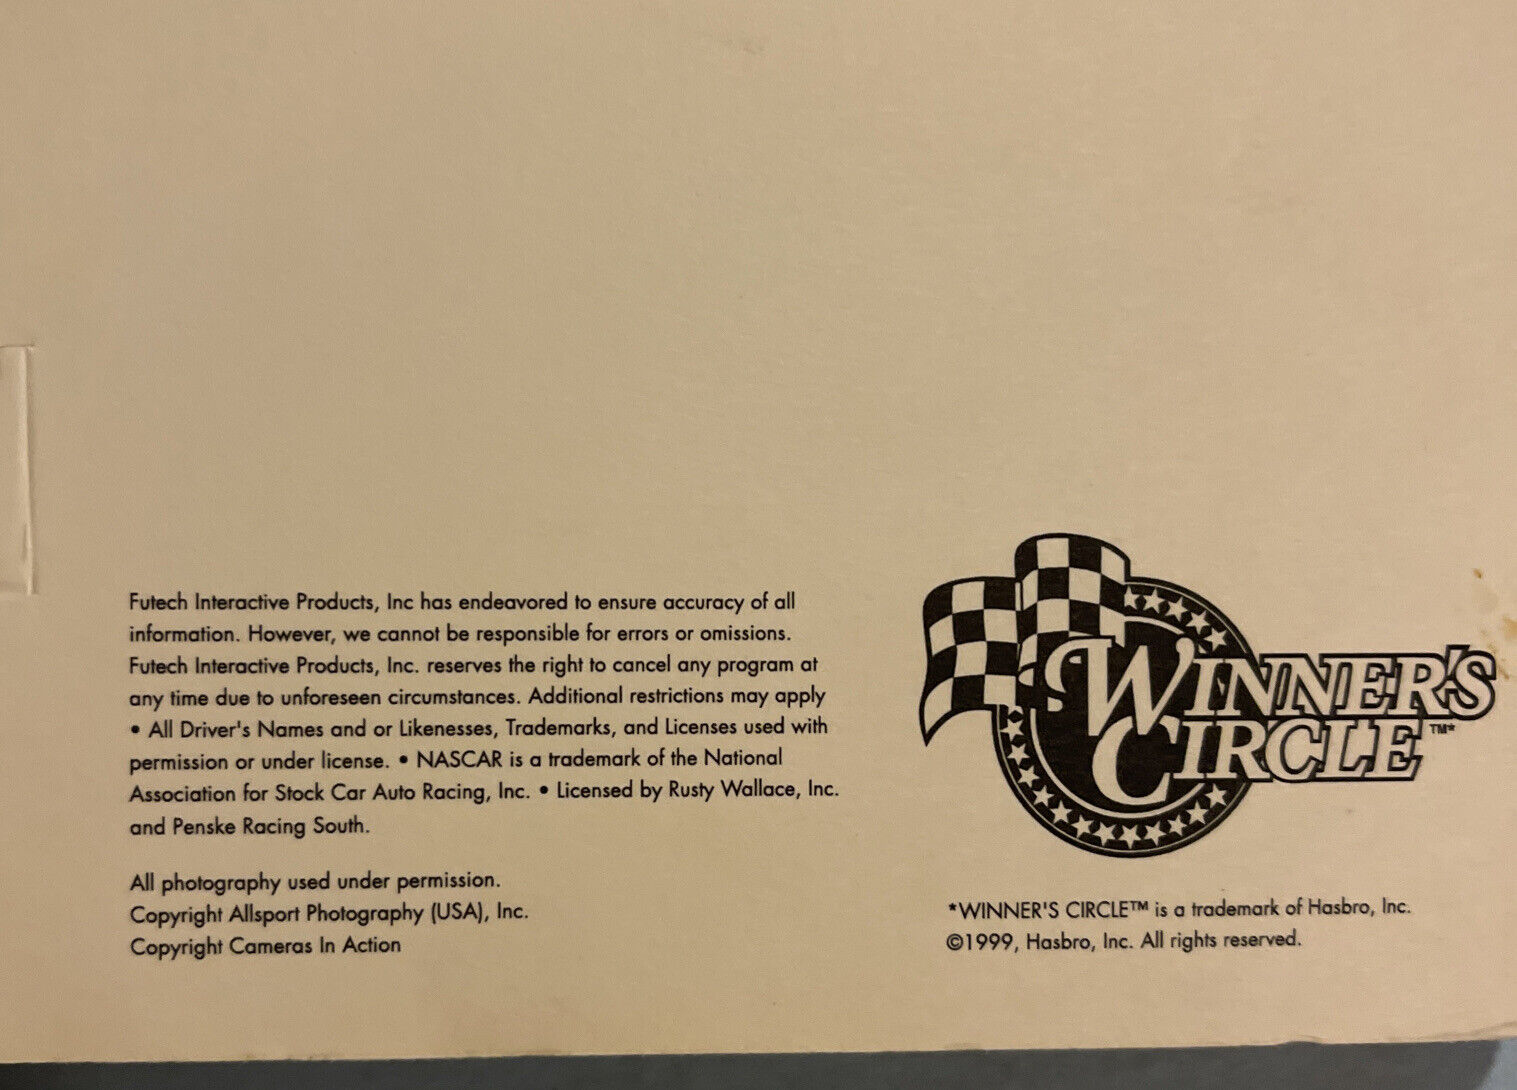 Futech Interactive Products, Inc has endeavored to ensure accuracy of all
information. However, we cannot be responsible for errors or omissions.
Futech Interactive Products, Inc. reserves the right to cancel any program at
any time due to unforeseen circumstances. Additional restrictions may apply
• All Driver's Names and or Likenesses, Trademarks, and Licenses used with
permission or under license. • NASCAR is a trademark of the National
Association for Stock Car Auto Racing, Inc. • Licensed by Rusty Wallace, Inc.
and Penske Racing South.
All photography used under permission.
Copyright Allsport Photography (USA), Inc.
Copyright Cameras In Action
WINNER'S
CIRCLE™*
*WINNER'S CIRCLE™ is a trademark of Hasbro, Inc.
©1999, Hasbro, Inc. All rights reserved.